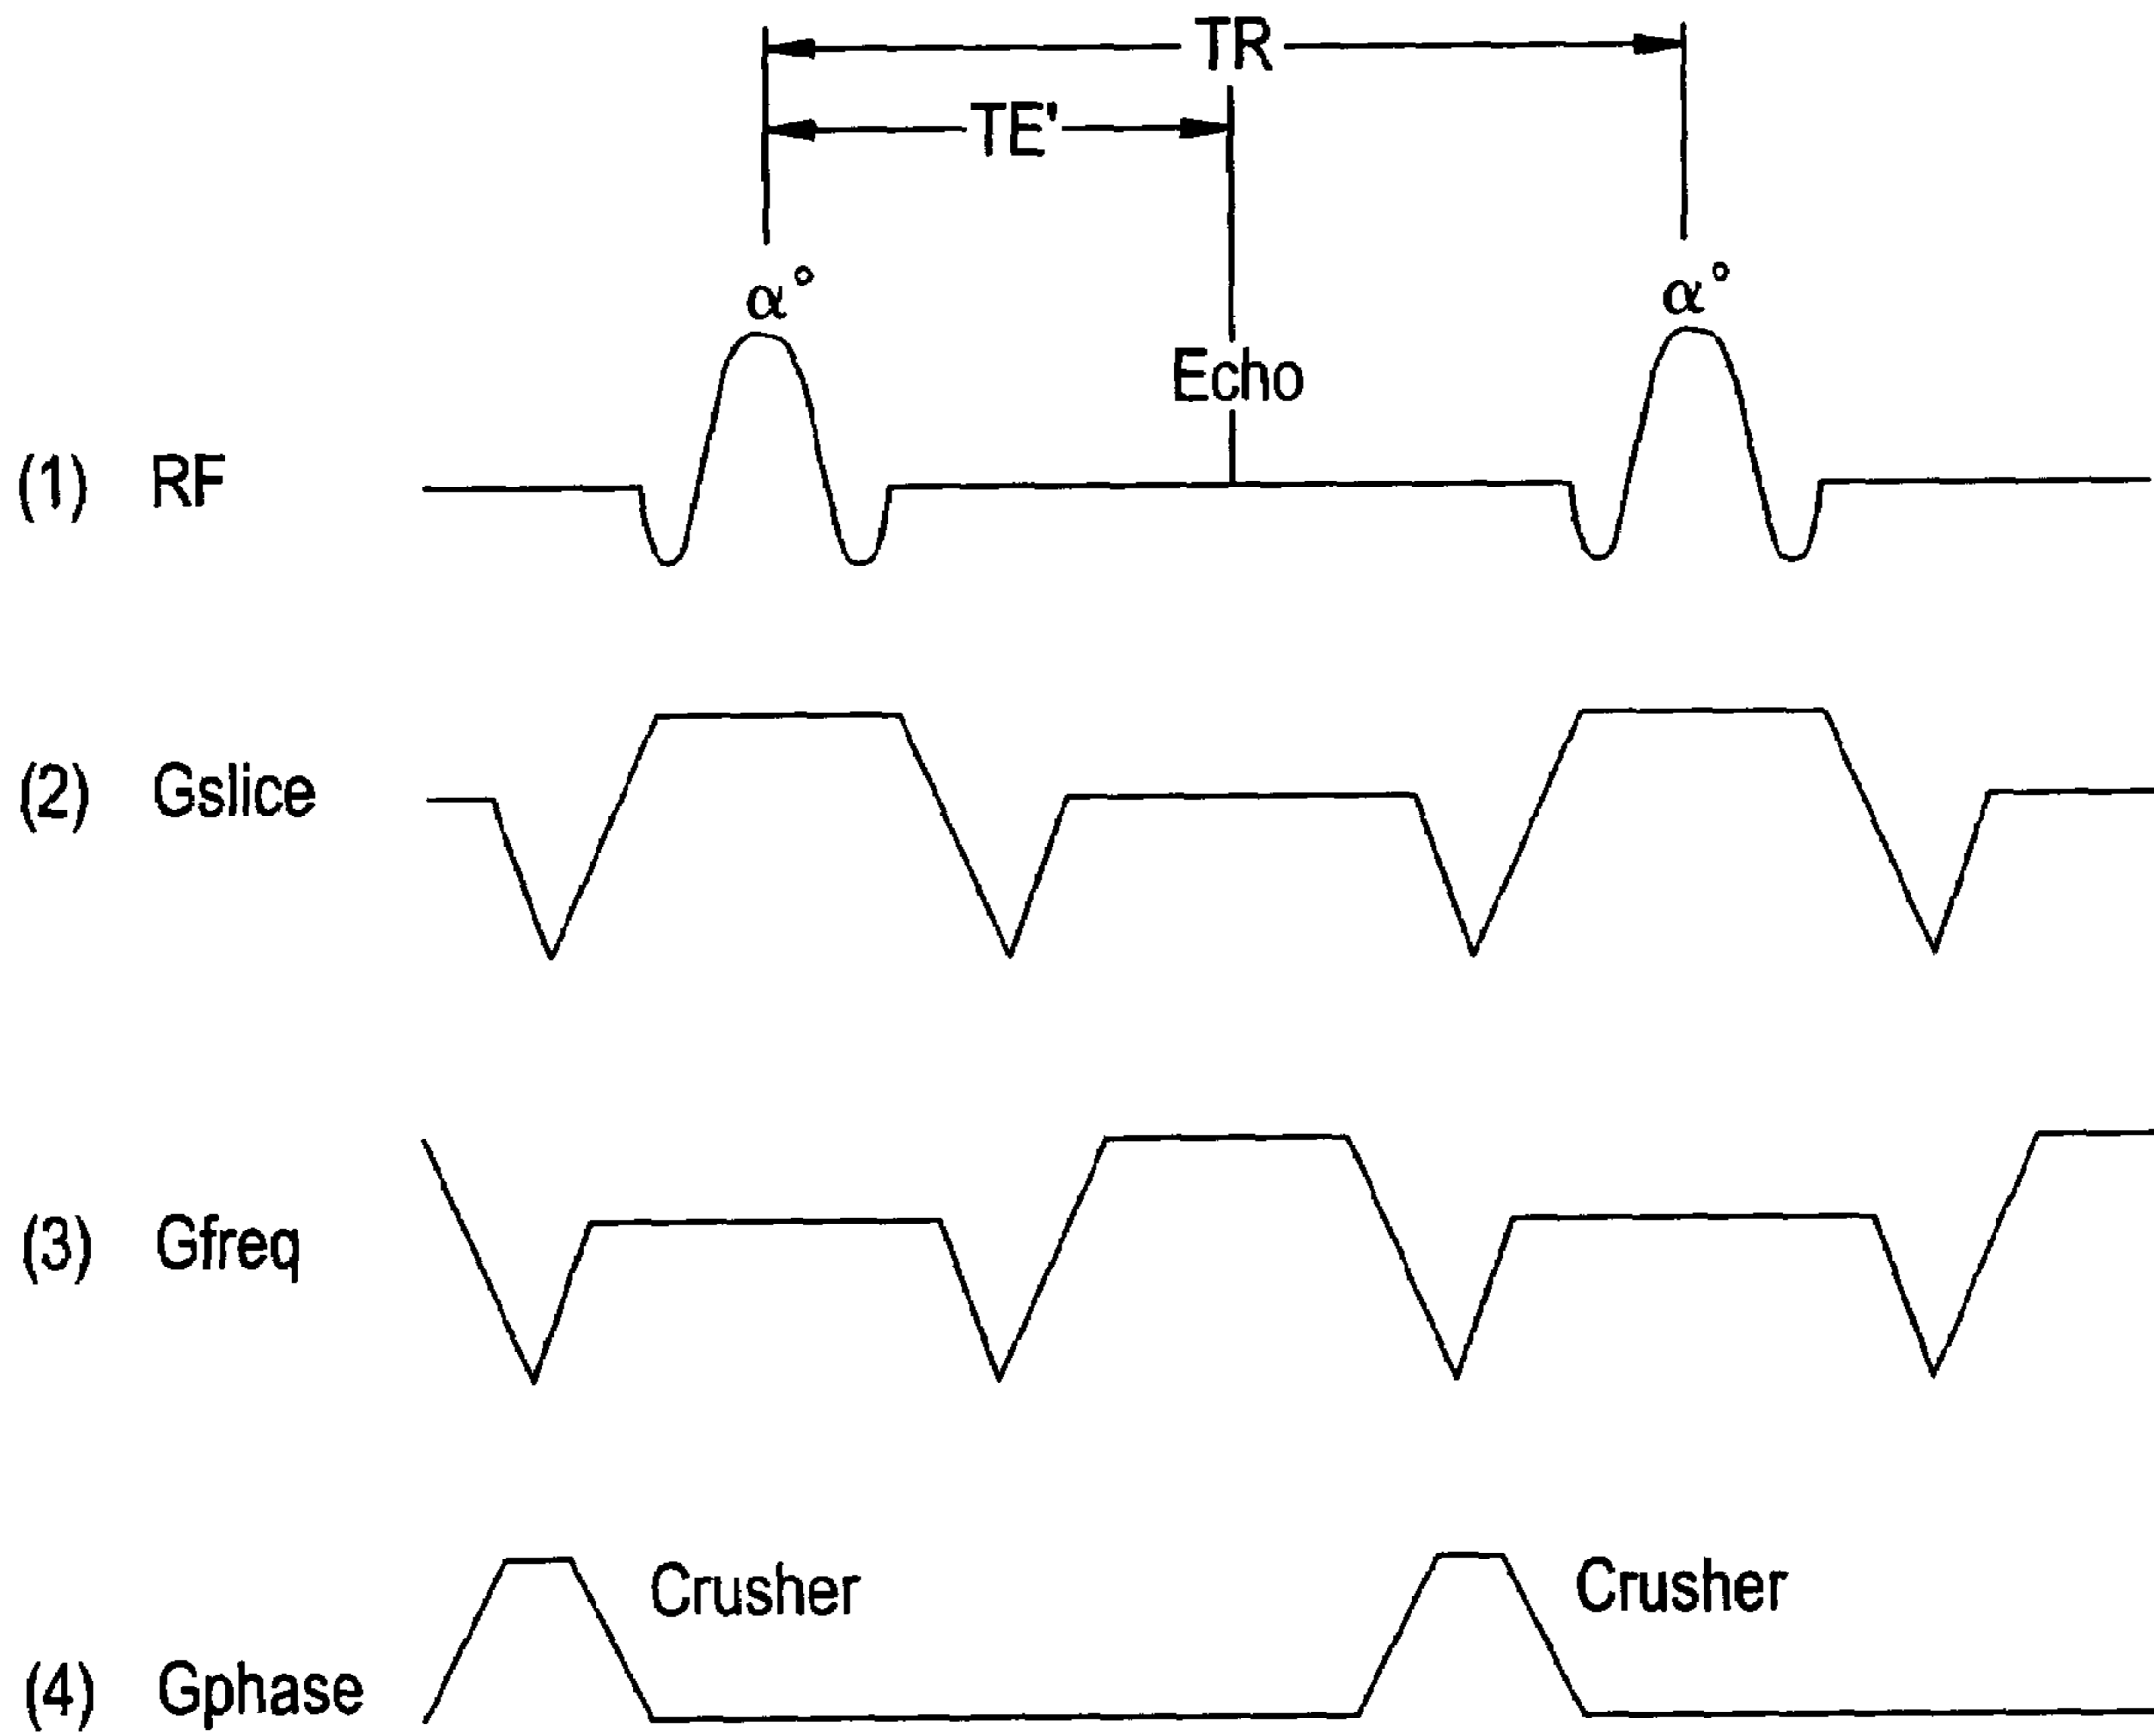 TR
TE'
α° α°
Echo
(1) RF
(2) Gslice
(3) Gfreq
Crusher Crusher
(4) Gphase